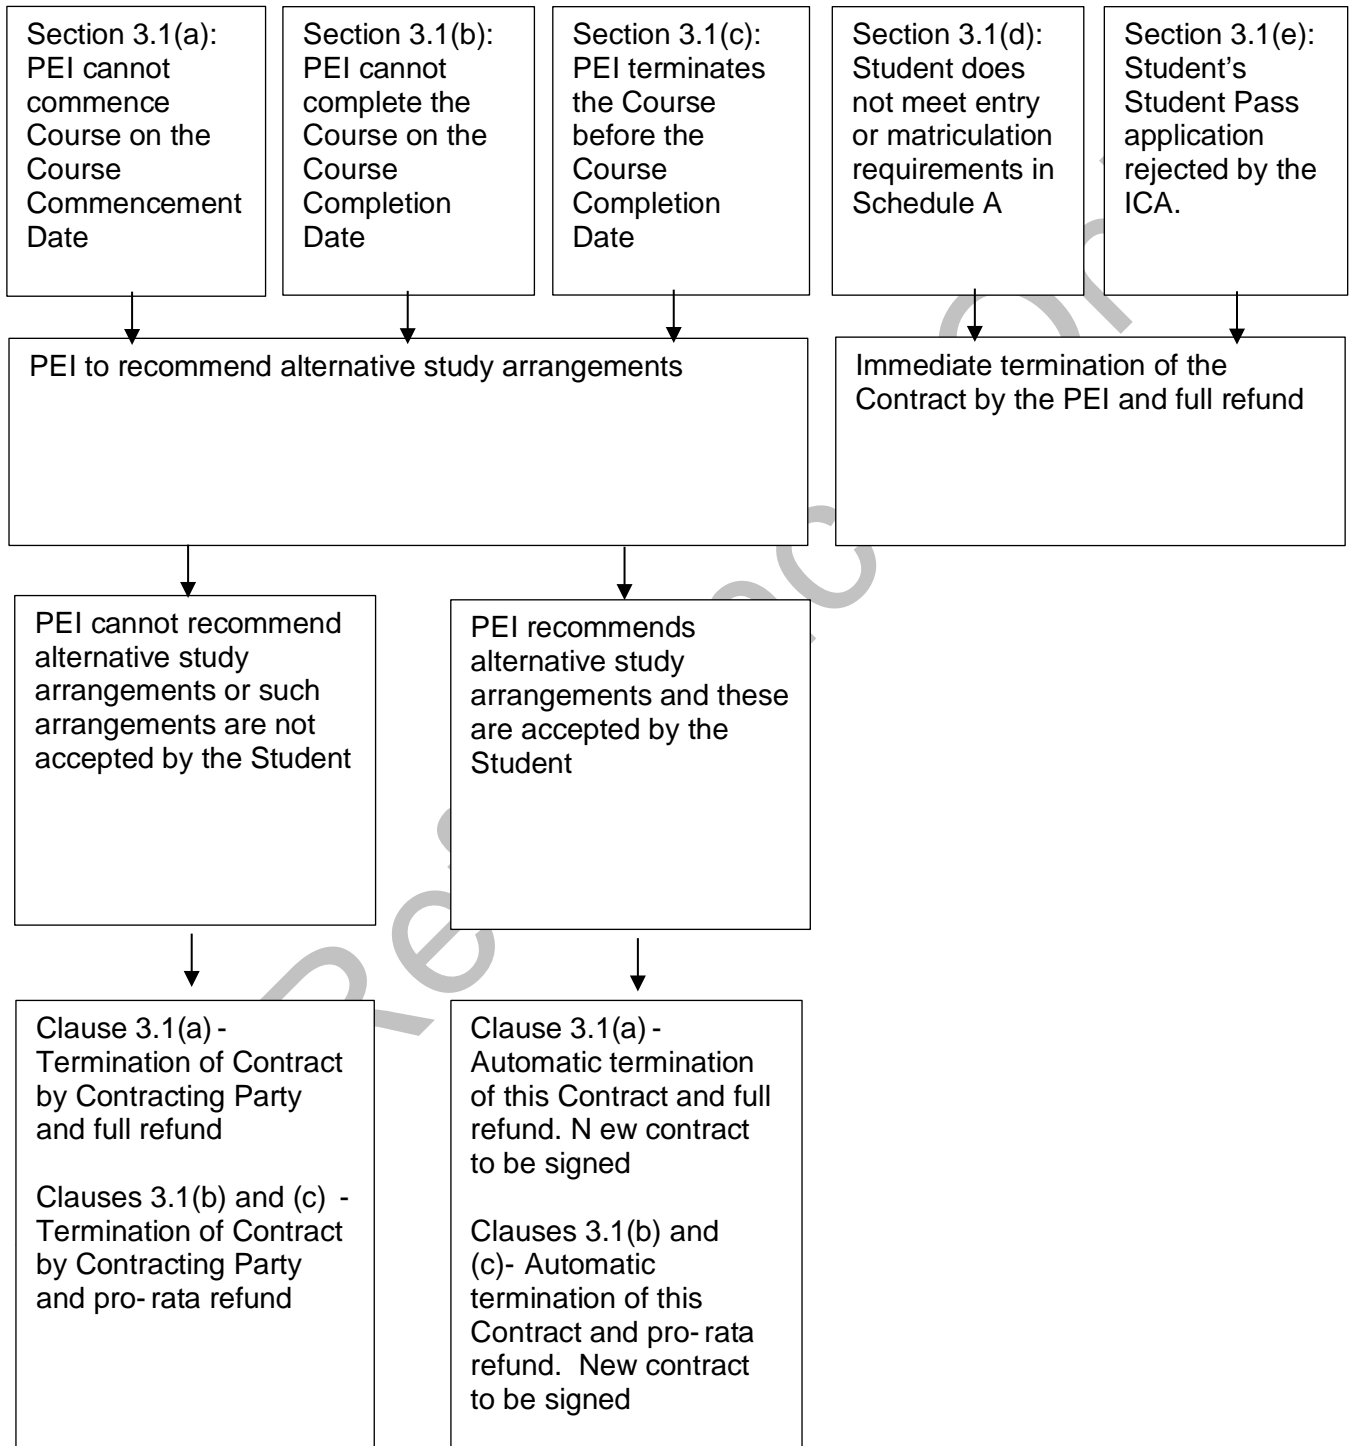 Section 3.1(a):
PEI cannot
commence
Course on the
Course
Commencement
Date
Section 3.1(b):
PEI cannot
complete the
Course on the
Course
Completion
Date
Section 3.1(c):
PEI terminates
the Course
before the
Course
Completion
Date
Section 3.1(d):
Student does
not meet entry
or matriculation
requirements in
Schedule A
Section 3.1(e):
Student's
Student Pass
application
rejected by the
ICA.
PEI to recommend alternative study arrangements
Immediate termination of the
Contract by the PEI and full refund
PEI cannot recommend
alternative study
arrangements or such
arrangements are not
accepted by the Student
PEI recommends
alternative study
arrangements and these
are accepted by the
Student
Clause 3.1(a) -
Termination of Contract
by Contracting Party
and full refund
Clauses 3.1(b) and (c) -
Termination of Contract
by Contracting Party
and pro- rata refund
Clause 3.1(a) -
Automatic termination
of this Contract and full
refund. N ew contract
to be signed
Clauses 3.1(b) and
(c)- Automatic
termination of this
Contract and pro- rata
refund. New contract
to be signed